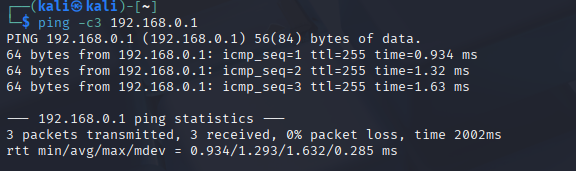 ┌──(kali㉿kali)-[~]
└─$ ping -c3 192.168.0.1
PING 192.168.0.1 (192.168.0.1) 56(84) bytes of data.
64 bytes from 192.168.0.1: icmp_seq=1 ttl=255 time=0.934 ms
64 bytes from 192.168.0.1: icmp_seq=2 ttl=255 time=1.32 ms
64 bytes from 192.168.0.1: icmp_seq=3 ttl=255 time=1.63 ms

--- 192.168.0.1 ping statistics ---
3 packets transmitted, 3 received, 0% packet loss, time 2002ms
rtt min/avg/max/mdev = 0.934/1.293/1.632/0.285 ms